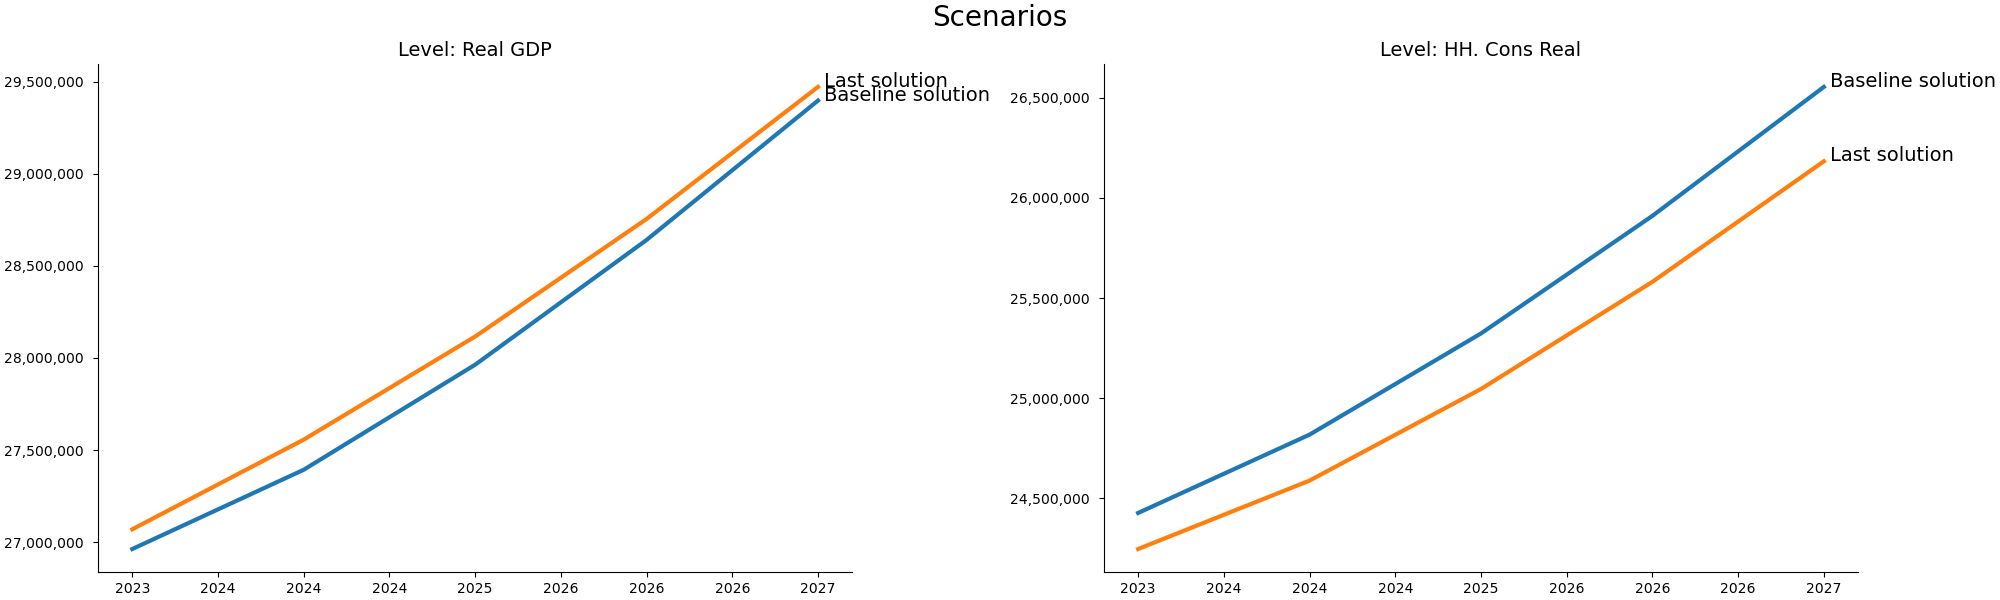 Scenarios
Level: Real GDP
29,500,000
29,000,000
28,500,000
28,000,000
27,500,000
27,000,000
Last solution
Baseline solution
2023 2024 2024 2024 2025 2026 2026 2026 2027
Level: HH. Cons Real
26,500,000
26,000,000
25,500,000
25,000,000
24,500,000
Baseline solution
Last solution
2023 2024 2024 2024 2025 2026 2026 2026 2027